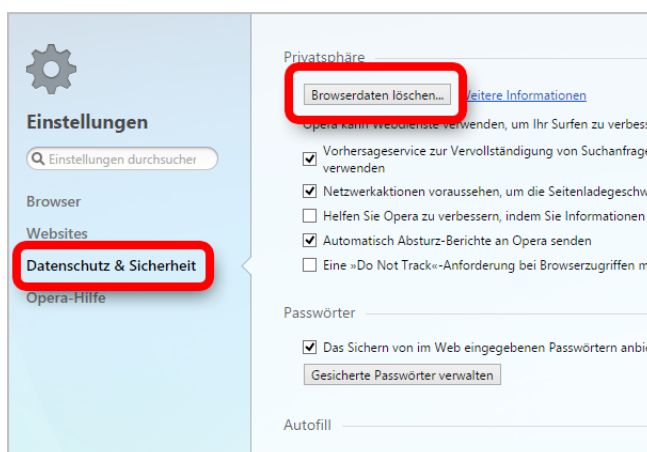 Einstellungen
Einstellungen durchsuchen
Browser
Websites
Datenschutz & Sicherheit
Opera-Hilfe
Privatsphäre
Browserdaten löschen...
Weitere Informationen
Opera kann Webdienste verwenden, um Ihr Surfen zu verbess
Vorhersageservice zur Vervollständigung von Suchanfrage
verwenden
Netzwerkaktionen voraussehen, um die Seitenladegeschw
Helfen Sie Opera zu verbessern, indem Sie Informationen
Automatisch Absturz-Berichte an Opera senden
Eine »Do Not Track«-Anforderung bei Browserzugriffen m
Passwörter
Das Sichern von im Web eingegebenen Passwörtern anbi
Gesicherte Passwörter verwalten
Autofill